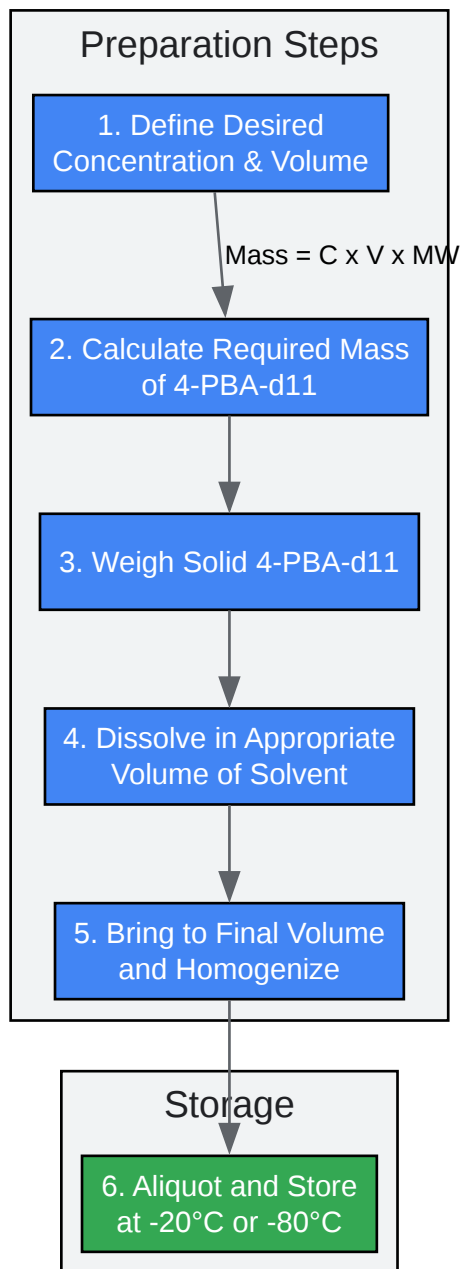 Preparation Steps
1. Define Desired
Concentration & Volume
Mass = C x V x MW
2. Calculate Required Mass
of 4-PBA-d11
3. Weigh Solid 4-PBA-d11
4. Dissolve in Appropriate
Volume of Solvent
5. Bring to Final Volume
and Homogenize
Storage
6. Aliquot and Store
at -20°C or -80°C